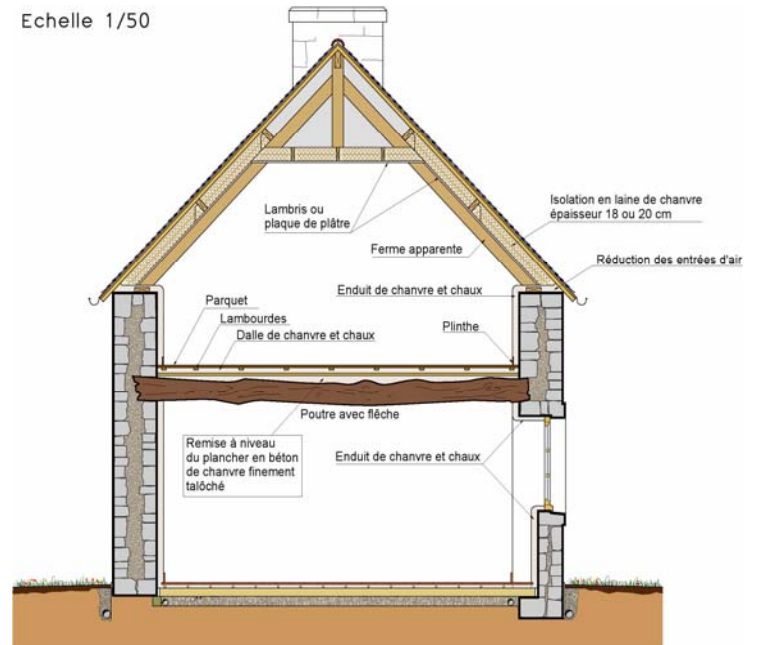 Echelle 1/50
Lambris ou
plaque de plâtre
Isolation en laine de chanvre
épaisseur 18 ou 20 cm
Ferme apparente
Réduction des entrées d'air
Enduit de chanvre et chaux
Parquet
Lambourdes
Dalle de chanvre et chaux
Plinthe
Poutre avec flêche
Remise à niveau
du plancher en béton
de chanvre finement
talôché
Enduit de chanvre et chaux